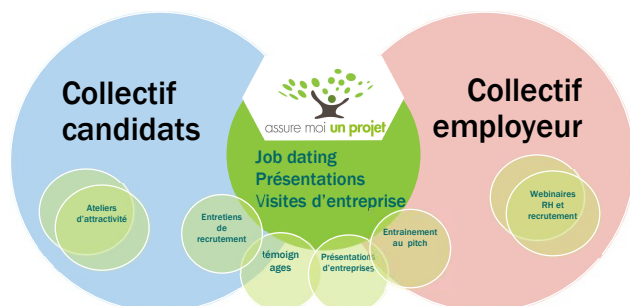 Collectif
candidats
assure moi un projet
Collectif
employeur
Job dating
Présentations
Visites d'entreprise
Ateliers
d'attractivité
Entretiens
de
recrutement
témoign
ages
Présentations
d'entreprises
Entrainement
au pitch
Webinaires
RH et
recrutement